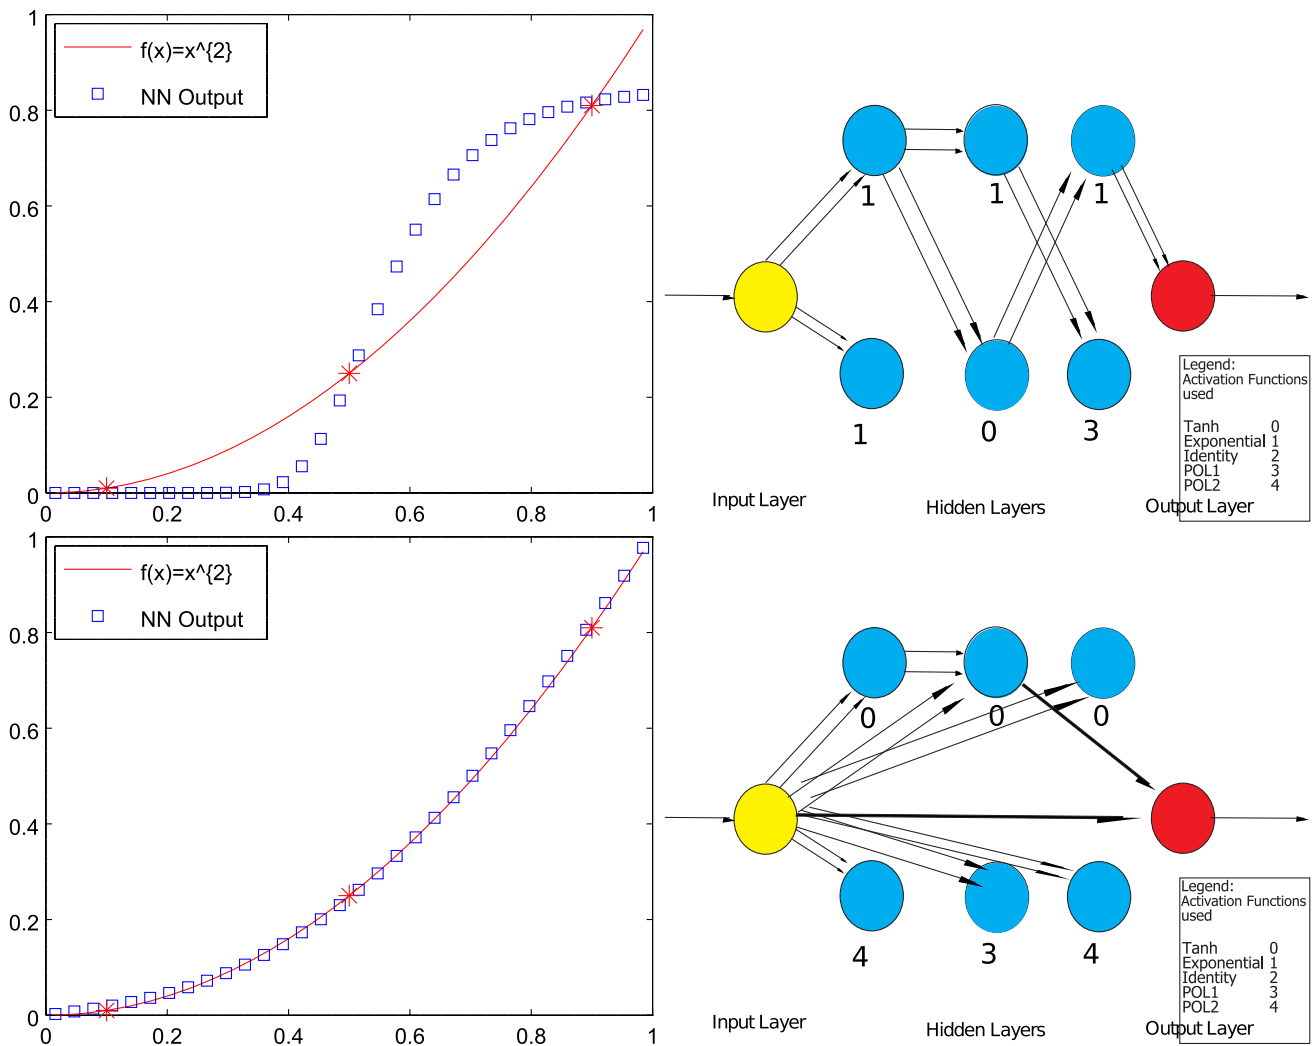 1
0.8
0.6
0.4
0.2
0
0
0.2
0.4
0.6
0.8
1
f(x)=x^{2}
NN Output
1
1
1
1
0
3
Input Layer
Hidden Layers
Output Layer
Legend:
Activation Functions
used
Tanh 0
Exponential 1
Identity 2
POL1 3
POL2 4
1
0.8
0.6
0.4
0.2
0
0
0.2
0.4
0.6
0.8
1
f(x)=x^{2}
NN Output
0
0
0
4
3
4
Input Layer
Hidden Layers
Output Layer
Legend:
Activation Functions
used
Tanh 0
Exponential 1
Identity 2
POL1 3
POL2 4